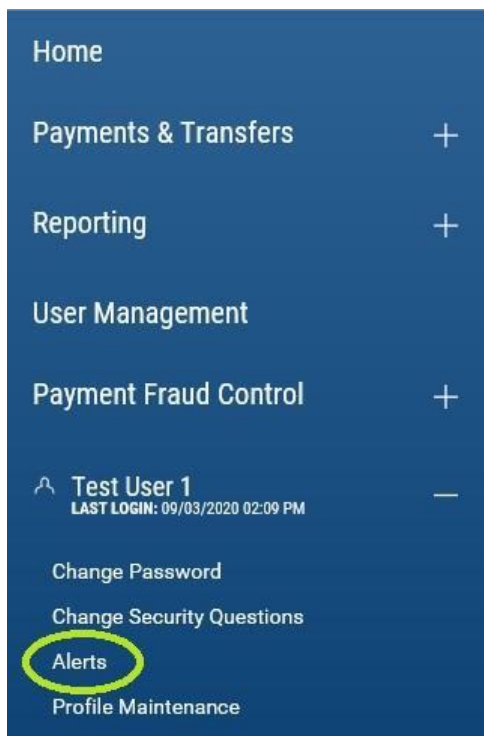 Home
Payments & Transfers
Reporting
User Management
Payment Fraud Control
Test User 1
LAST LOGIN: 09/03/2020 02:09 PM
Change Password
Change Security Questions
Alerts
Profile Maintenance